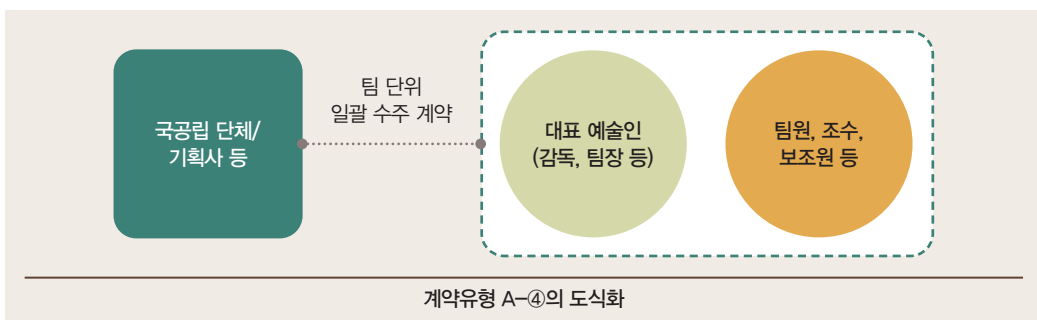 국공립 단체/
기획사 등
팀 단위
일괄 수주 계약
대표 예술인
(감독, 팀장 등)
팀원, 조수,
보조원 등
계약유형 A-④의 도식화